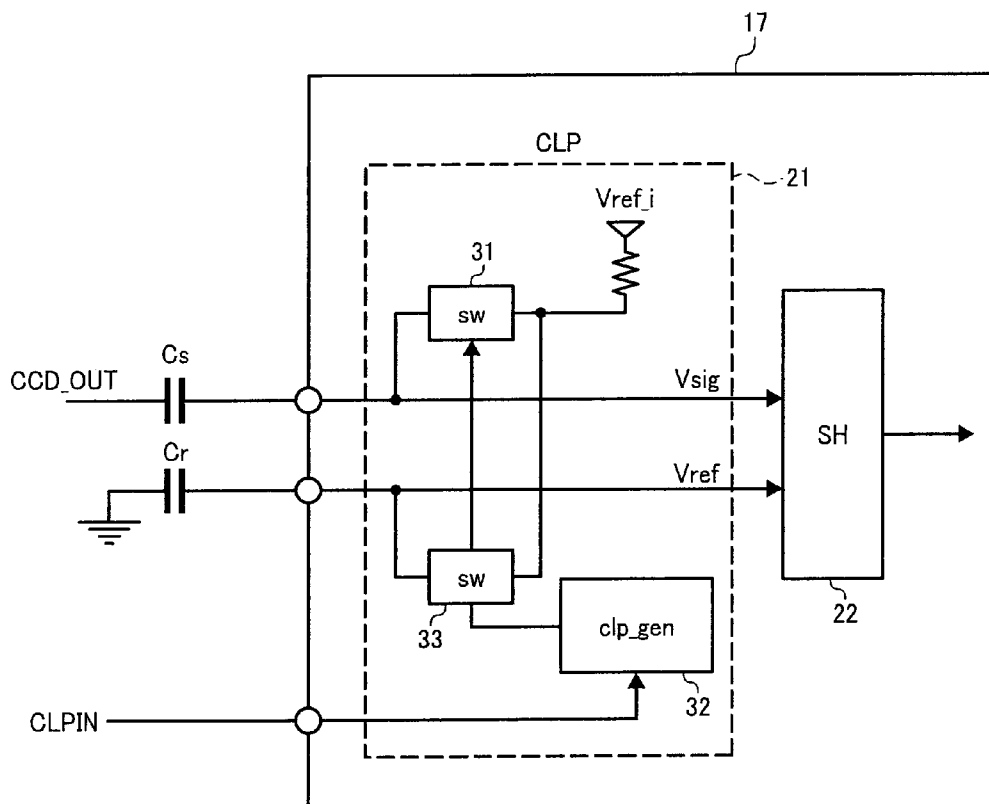 17
CLP
21
Vref_i
31
sw
Cs
CCD_OUT
Vsig
SH
Cr
Vref
sw
33
clp_gen
22
32
CLPIN